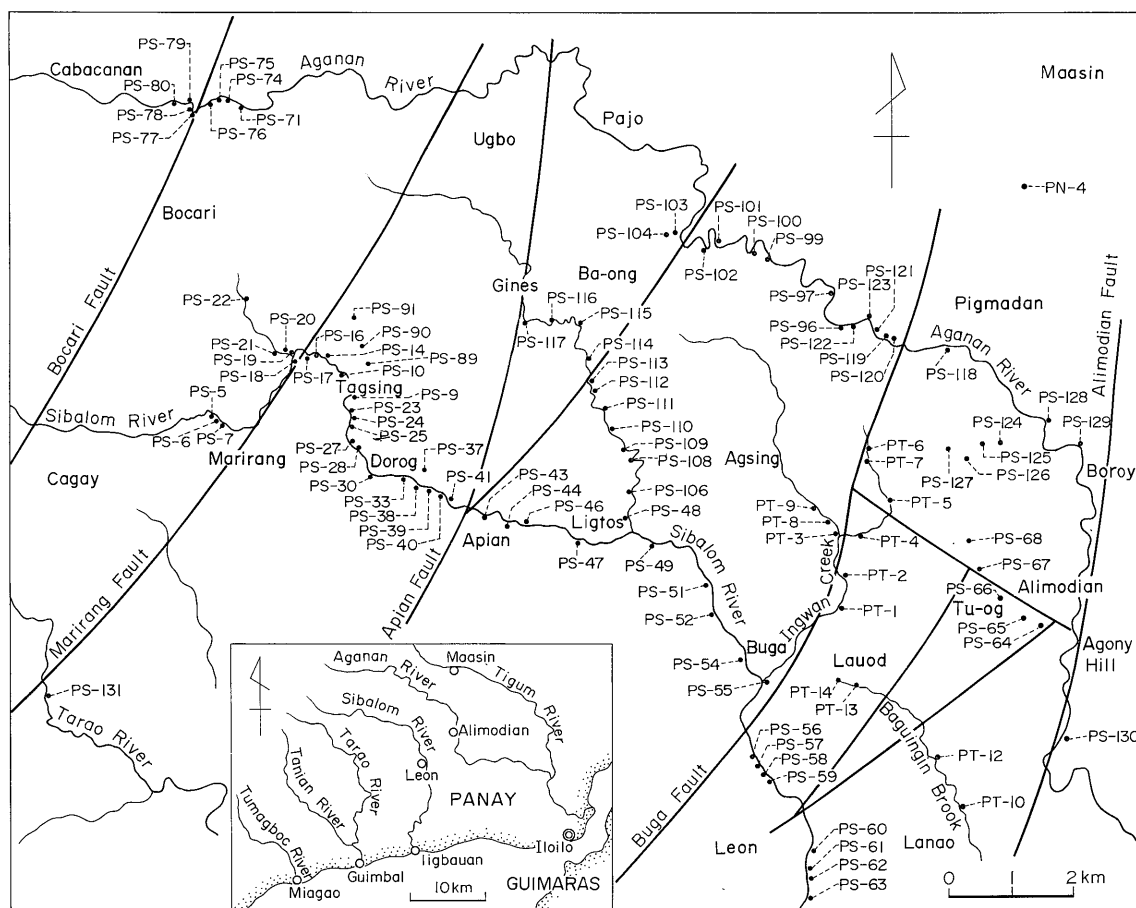 PS-79
PS-75
PS-74
Aganan
River
Cabacanan
PS-80
PS-78
PS-77
PS-76
PS-71
Maasin
Pajo
Ugbo
PN-4
Bocari
PS-103
PS-101
PS-100
PS-104
PS-99
PS-102
Bocari Fault
Gines
Ba-ong
PS-121
PS-123
PS-97
Pigmadan
Alimodian Fault
PS-22
PS-91
PS-116
PS-115
PS-20
PS-16
PS-90
PS-21
PS-14
PS-19
PS-89
PS-18
PS-17
PS-10
PS-117
PS-114
PS-96
PS-122
PS-119
PS-120
PS-118
Aganan River
PS-113
PS-112
PS-111
Tagsing
PS-9
PS-5
PS-23
PS-24
PS-25
Sibalom River
PS-6
PS-7
PS-27
PS-28
PS-30
Marirang
Dorog
PS-37
PS-110
PS-109
PS-108
Agsing
PS-128
PS-129
PS-124
PT-6
PT-7
PS-125
PS-126
PS-127
Boroy
Cagay
PS-41
PS-43
PS-44
PS-46
PS-33
PS-38
PS-39
PS-40
PS-106
Ligtos
PS-48
PT-9
PT-8
PT-3
PT-5
PT-4
PS-68
PS-67
Apian
PS-47
PS-49
Sibalom River
Marirang Fault
Apian Fault
PS-51
PS-52
PT-2
PT-1
Ingwan Creek
PS-66
Alimodian
Tu-og
PS-65
PS-64
Agony
Hill
Buga
PS-54
PS-55
Lauod
PT-14
PT-13
PS-131
Tarao River
PS-56
PS-57
PS-58
PS-59
Baguingin Brook
PT-12
PT-10
PS-130
Buga Fault
Leon
Lanao
PS-60
PS-61
PS-62
PS-63
0 1 2 km
Maasin
Aganan River
Tigum River
Sibalom River
Alimodian
Tarao River
Leon
Tanian River
PANAY
Tumagboc River
Iloilo
Iigbauan
Guimbal
Miagao
10km
GUIMARAS